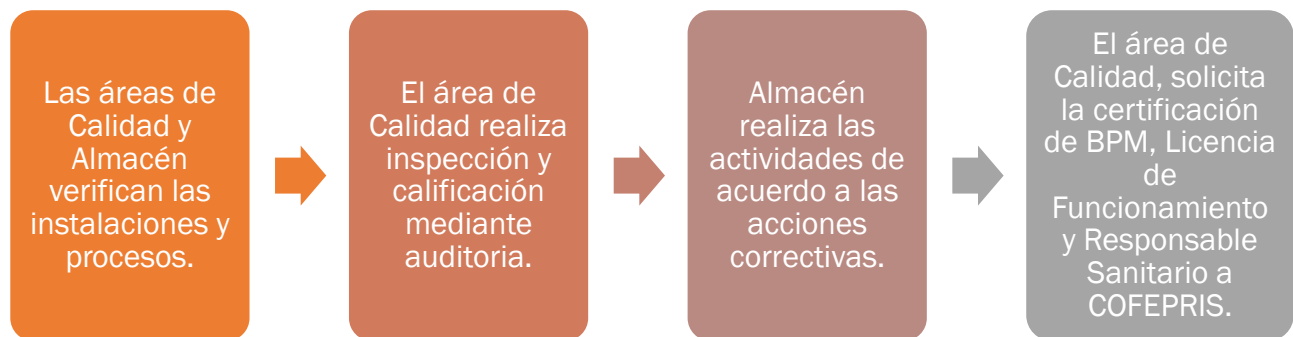 Las áreas de
Calidad y
Almacén
verifican las
instalaciones y
procesos.
El área de
Calidad realiza
inspección y
calificación
mediante
auditoria.
Almacén
realiza las
actividades de
acuerdo a las
acciones
correctivas.
El área de
Calidad, solicita
la certificación
de BPM, Licencia
de
Funcionamiento
y Responsable
Sanitario a
COFEPRIS.